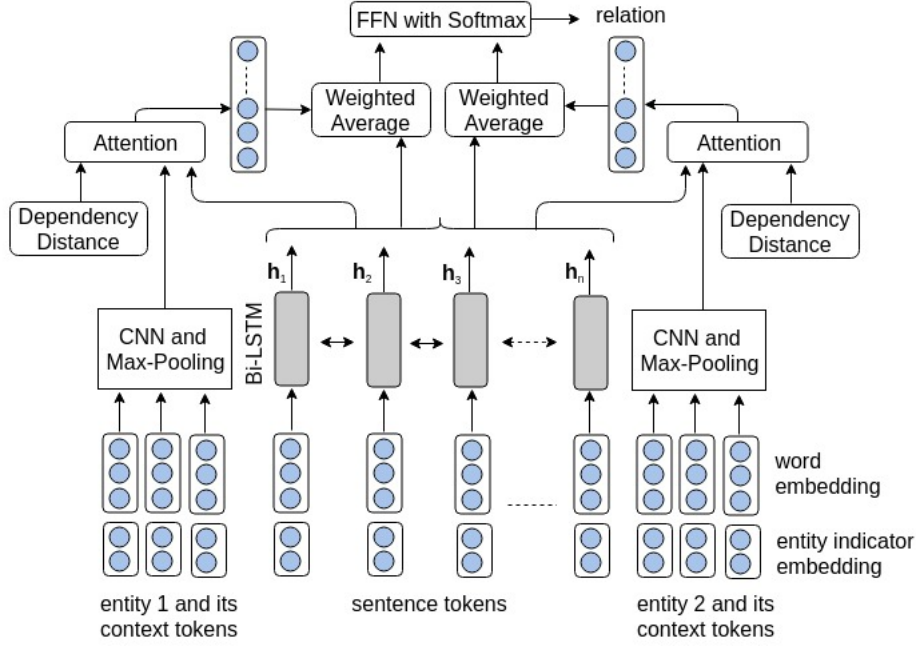 FFN with Softmax
relation
Weighted
Average
Weighted
Average
Attention
Attention
Dependency
Distance
Dependency
Distance
h1
h2
h3
hn
Bi-LSTM
CNN and
Max-Pooling
CNN and
Max-Pooling
word
embedding
entity indicator
embedding
entity 1 and its
context tokens
sentence tokens
entity 2 and its
context tokens